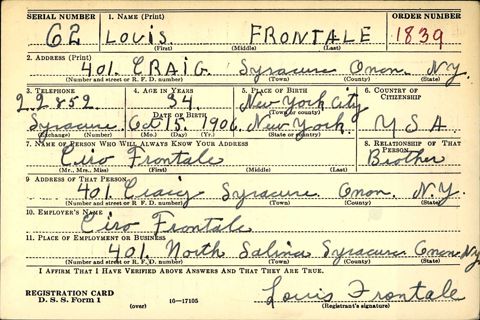 SERIAL NUMBER 1. NAME (Print) ORDER NUMBER
62 LOUIS FRONTALE 1839
(First) (Middle) (Last)
2. ADDRESS (Print)
401. CRAIG. Syracuse Onon. N.Y.
(Number and street or R. F. D. number) (Town) (County) (State)
3. TELEPHONE 4. AGE IN YEARS 5. PLACE OF BIRTH 6. COUNTRY OF CITIZENSHIP
2.2852. 34. New York City
DATE OF BIRTH (Town or county)
Syracuse Oct 15. 1906. New York. U S A.
(Exchange) (Number) (Mo.) (Day) (Yr.) (State or country)
7. NAME OF PERSON WHO WILL ALWAYS KNOW YOUR ADDRESS 8. RELATIONSHIP OF THAT PERSON
Ciro Frontale Brother
(Mr., Mrs., Miss) (First) (Middle) (Last)
9 ADDRESS OF THAT PERSON
401. Craig Syracuse Onon. N.Y.
(Number and street or R. F. D. number) (Town) (County) (State)
10. EMPLOYER'S NAME
Ciro Frontale
11. PLACE OF EMPLOYMENT OR BUSINESS
401. North Salina Syracuse Onon. N.y
(Number and street or R. F. D. number) (Town) (County) (State)
I AFFIRM THAT I HAVE VERIFIED ABOVE ANSWERS AND THAT THEY ARE TRUE.
REGISTRATION CARD
D. S. S. Form 1 (over) 16-17105
Louis Frontale
(Registrant's signature)